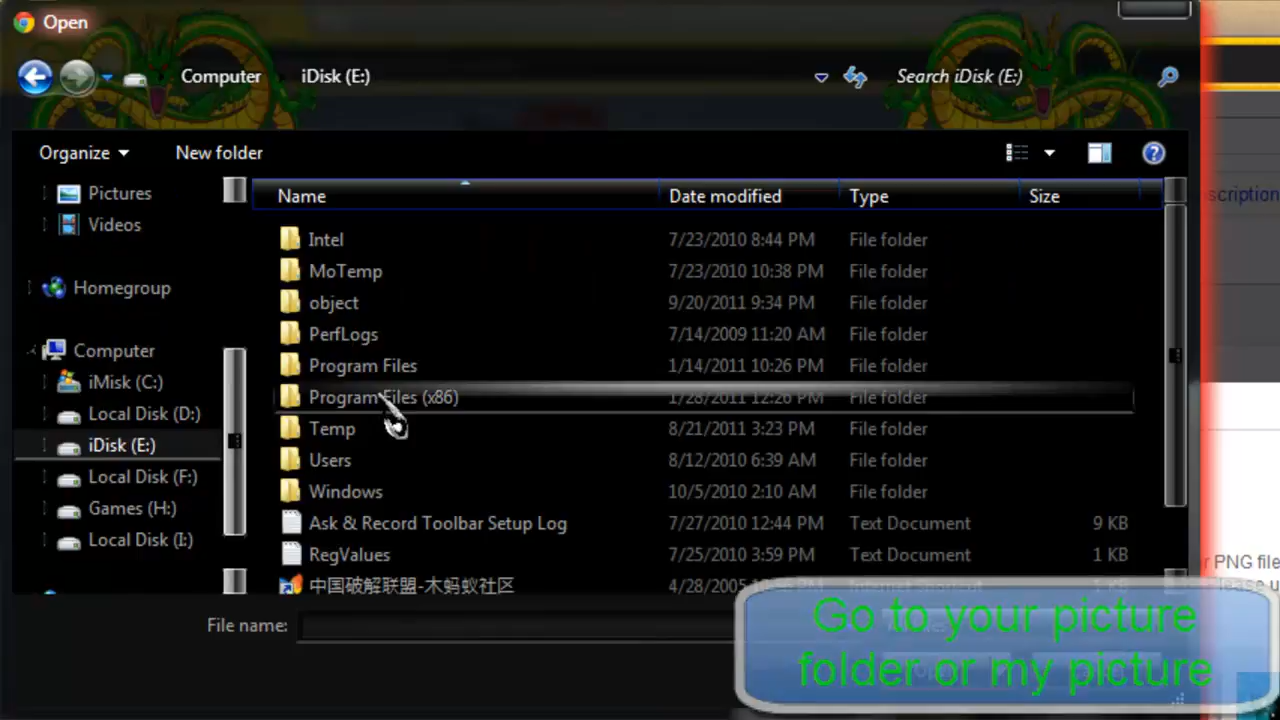 Open
Computer iDisk (E:) Search iDisk (E:)
Organize New folder
Name Date modified Type Size
Pictures
Videos
Homegroup
Computer
iMisk (C:)
Local Disk (D:)
iDisk (E:)
Local Disk (F:)
Games (H:)
Local Disk (I:)
Intel 7/23/2010 8:44 PM File folder
MoTemp 7/23/2010 10:38 PM File folder
object 9/20/2011 9:34 PM File folder
PerfLogs 7/14/2009 11:20 AM File folder
Program Files 1/14/2011 10:26 PM File folder
Program Files (x86) 1/28/2011 12:26 PM File folder
Temp 8/21/2011 3:23 PM File folder
Users 8/12/2010 6:39 AM File folder
Windows 10/5/2010 2:10 AM File folder
Ask & Record Toolbar Setup Log 7/27/2010 12:44 PM Text Document 9 KB
RegValues 7/25/2010 3:59 PM Text Document 1 KB
中国破解联盟-木蚂蚁社区 4/28/2005 1 KB
File name:
Go to your picture
folder or my picture
scription
PNG file